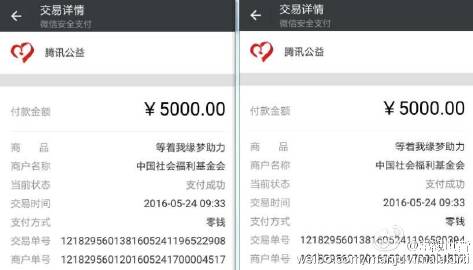 交易详情
微信安全支付
腾讯公益
付款金额 ￥5000.00
商 品 等着我缘梦助力
商户名称 中国社会福利基金会
当前状态 支付成功
交易时间 2016-05-24 09:33
支付方式 零钱
交易单号 1218295601381605241196522908
商户单号 1218295601201605241700004517
交易详情
微信安全支付
腾讯公益
付款金额 ￥5000.00
商 品 等着我缘梦助力
商户名称 中国社会福利基金会
当前状态 支付成功
交易时间 2016-05-24 09:33
支付方式 零钱
交易单号
商户单号